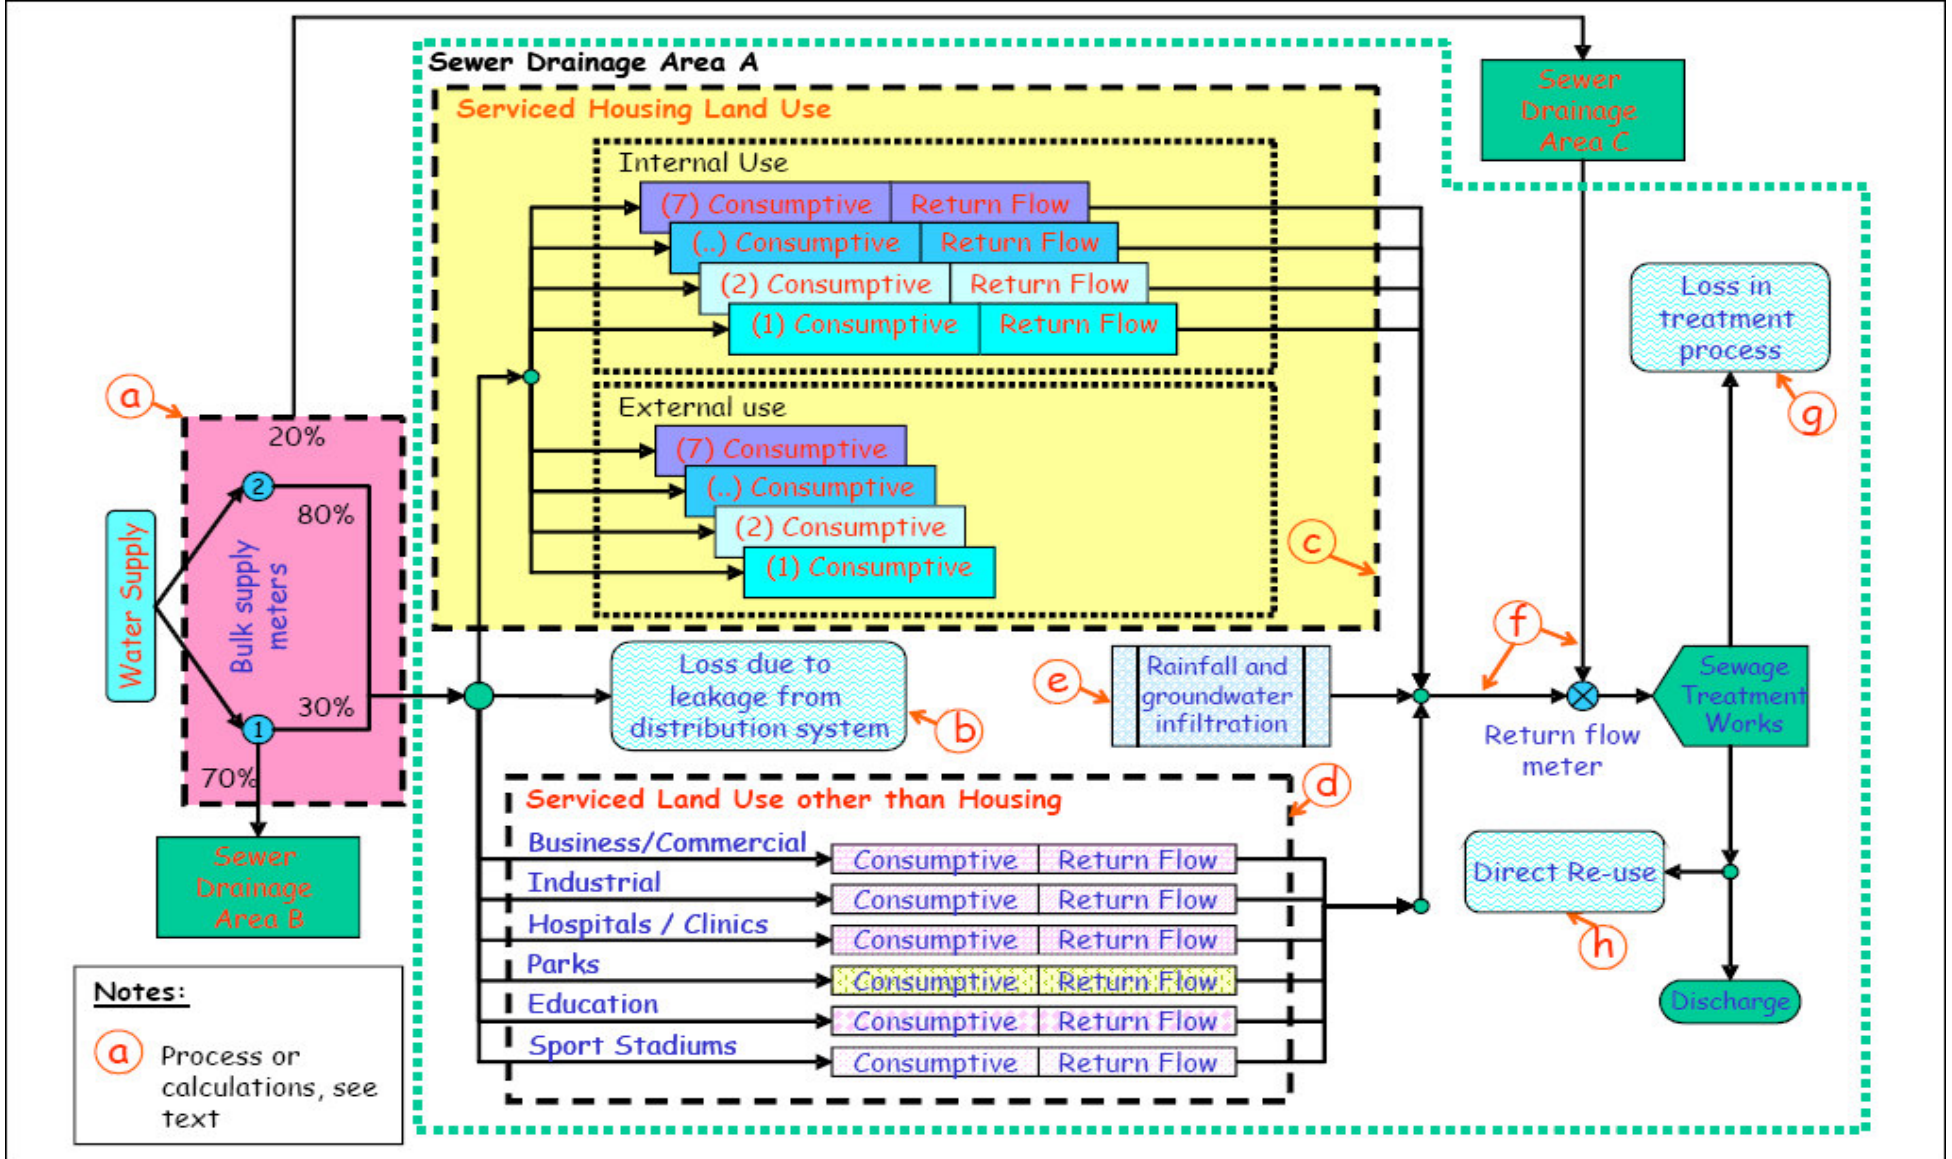 Sewer Drainage Area A
Serviced Housing Land Use
Internal Use
(7) Consumptive Return Flow
(..) Consumptive Return Flow
(2) Consumptive Return Flow
(1) Consumptive Return Flow
External use
(7) Consumptive
(..) Consumptive
(2) Consumptive
(1) Consumptive
c
Sewer
Drainage
Area C
a
20%
2
80%
Water Supply
Bulk supply
meters
30%
1
70%
Sewer
Drainage
Area B
Loss due to
leakage from
distribution system
b
e
Rainfall and
groundwater
infiltration
f
Return flow
meter
Sewage
Treatment
Works
Loss in
treatment
process
g
Direct Re-use
h
Discharge
d
Serviced Land Use other than Housing
Business/Commercial
Consumptive Return Flow
Industrial
Consumptive Return Flow
Hospitals / Clinics
Consumptive Return Flow
Parks
Consumptive Return Flow
Education
Consumptive Return Flow
Sport Stadiums
Consumptive Return Flow
Notes:
a
Process or
calculations, see
text